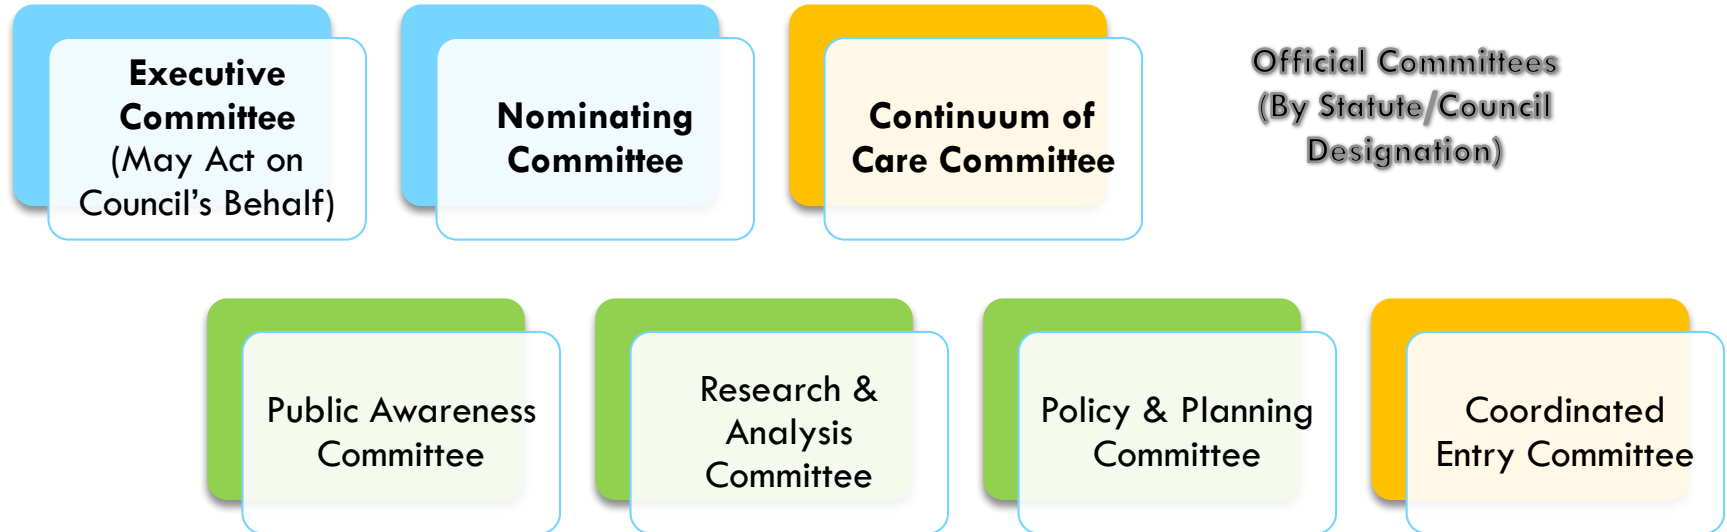 Executive
Committee
(May Act on
Council’s Behalf)
Nominating
Committee
Continuum of
Care Committee
Official Committees
(By Statute/Council
Designation)
Public Awareness
Committee
Research &
Analysis
Committee
Policy & Planning
Committee
Coordinated
Entry Committee